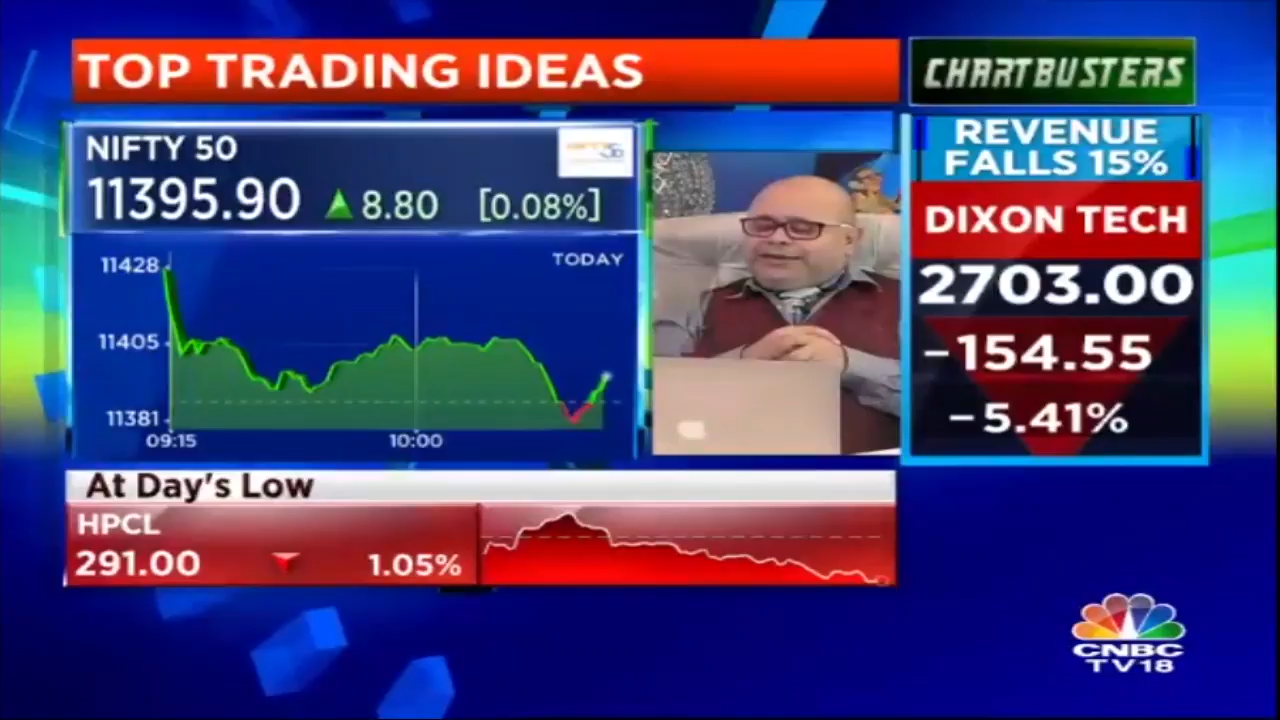 TOP TRADING IDEAS
CHARTBUSTERS
NIFTY 50
11395.90 ▲ 8.80 [0.08%]
TODAY
11428
11405
11381
09:15 10:00
REVENUE
FALLS 15%
DIXON TECH
2703.00
-154.55
-5.41%
At Day's Low
HPCL
291.00 ▼ 1.05%
CNBC
TV18